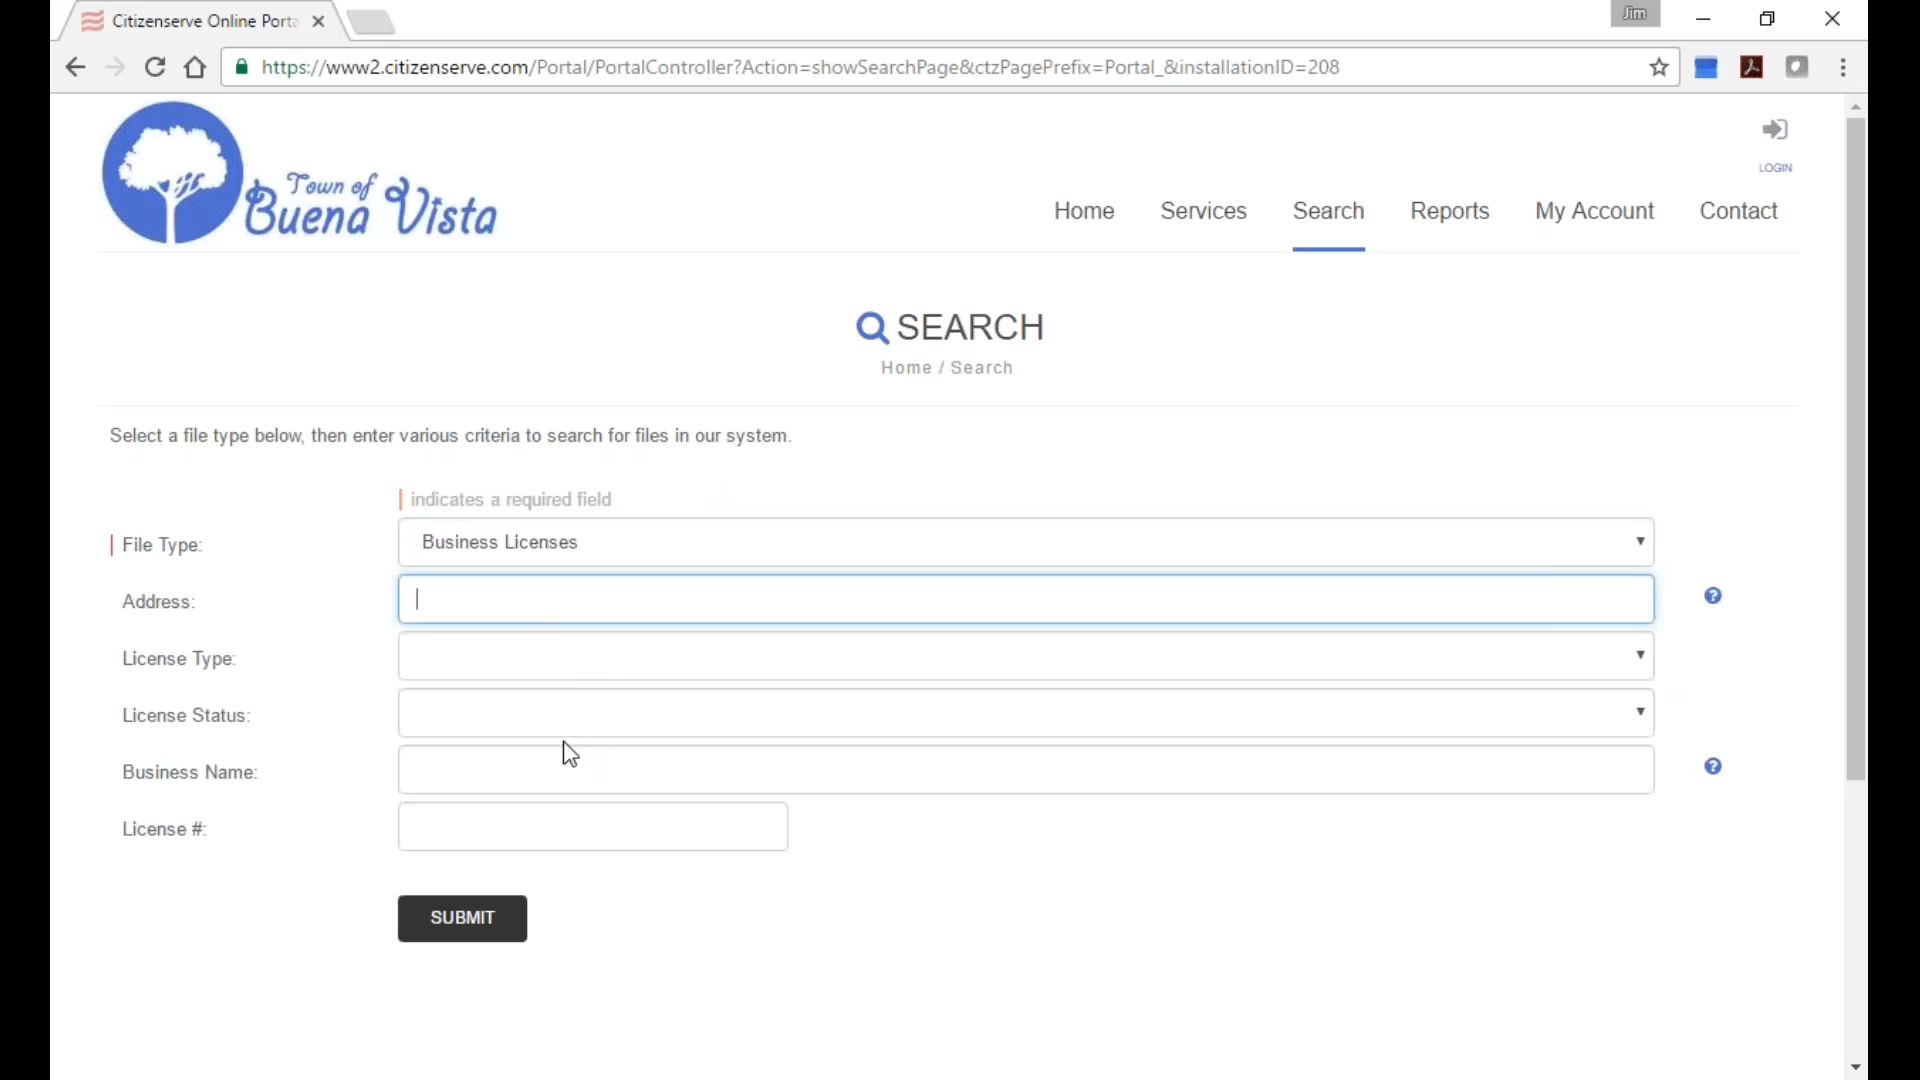 Citizenserve Online Porta
Jim
https://www2.citizenserve.com/Portal/PortalController?Action=showSearchPage&ctzPagePrefix=Portal_&installationID=208
LOGIN
Town of
Buena Vista
Home Services Search Reports My Account Contact
SEARCH
Home / Search
Select a file type below, then enter various criteria to search for files in our system.
indicates a required field
File Type: Business Licenses
Address:
License Type:
License Status:
Business Name:
License #:
SUBMIT